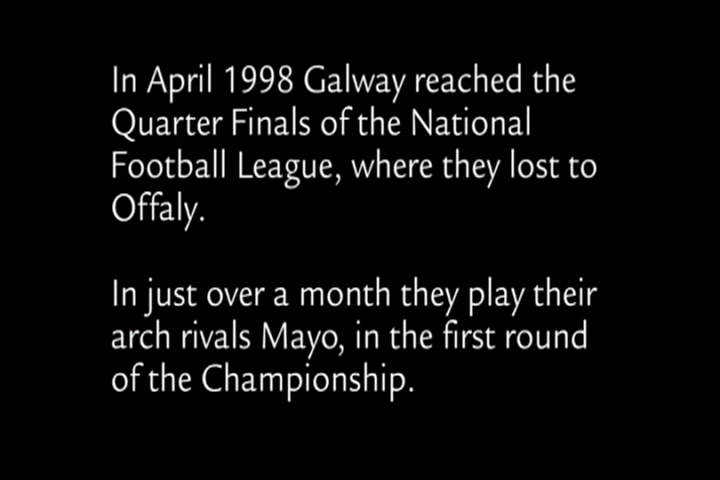 In April 1998 Galway reached the
Quarter Finals of the National
Football League, where they lost to
Offaly.
In just over a month they play their
arch rivals Mayo, in the first round
of the Championship.